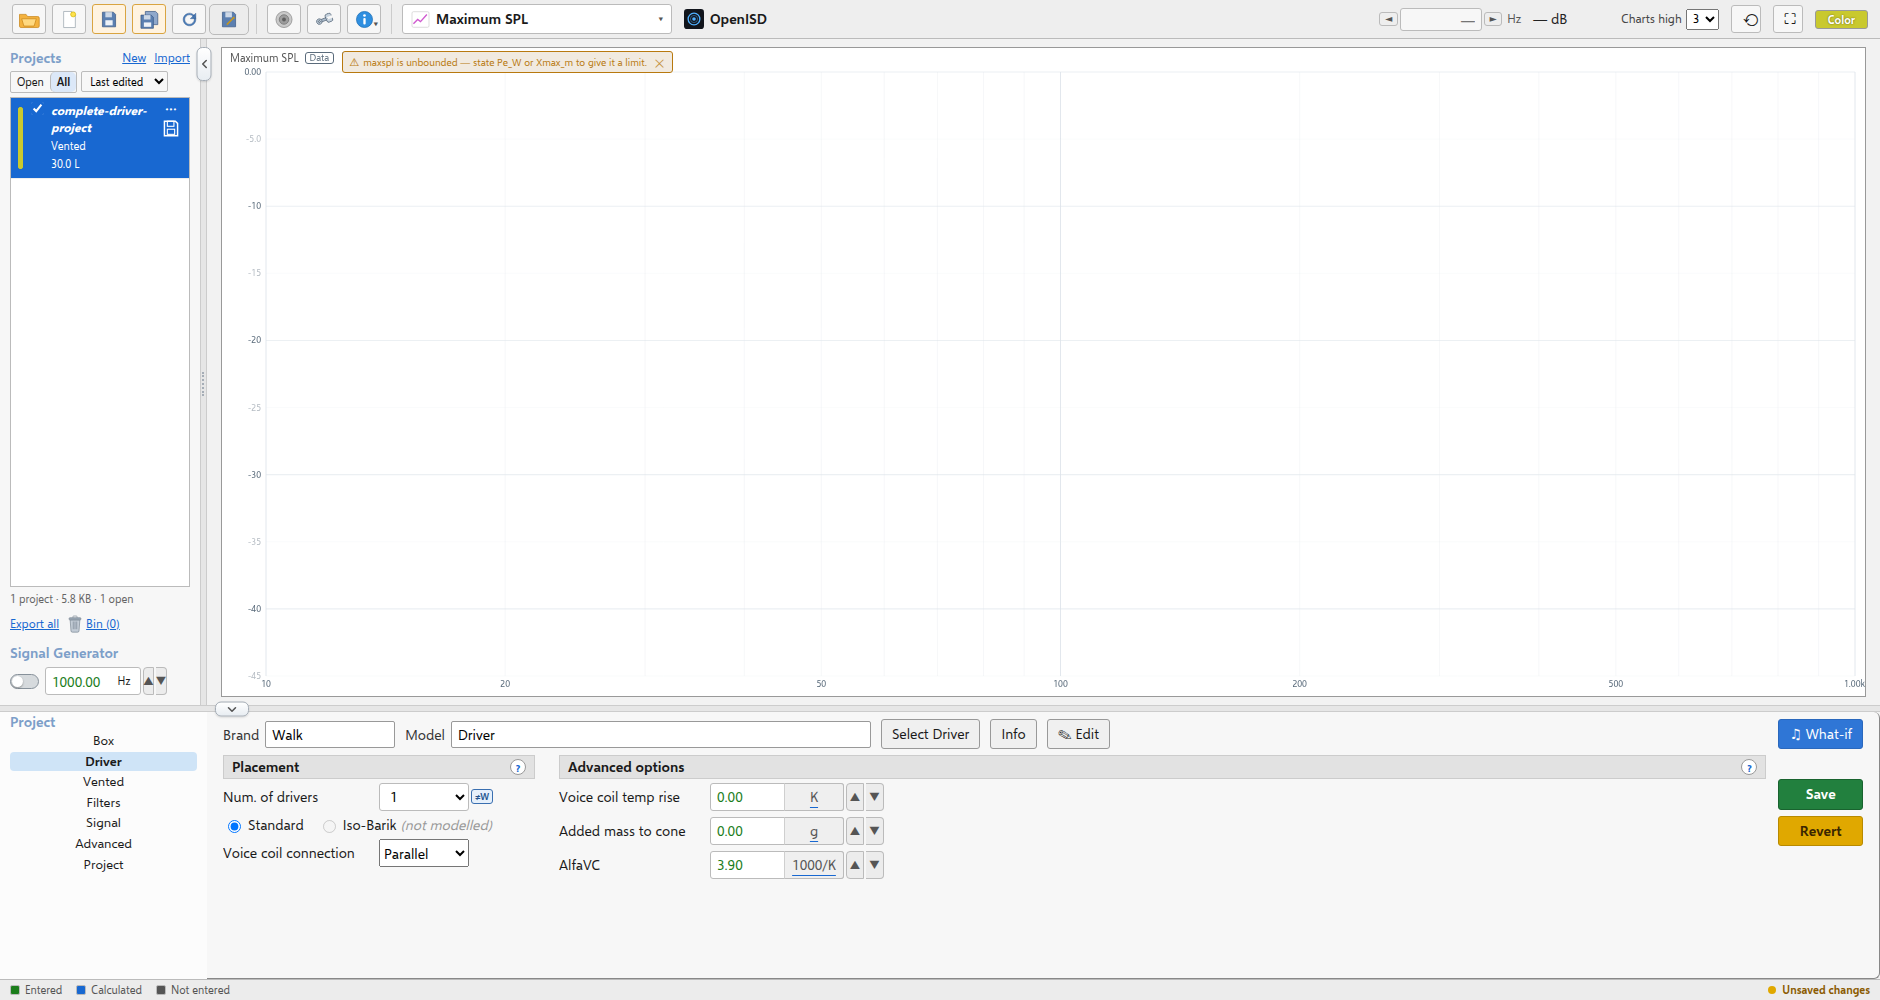 Maximum SPL
OpenISD
— Hz — dB
Charts high 3
Color
Projects New Import
Open All Last edited
complete-driver-
project
Vented
30.0 L
1 project · 5.8 KB · 1 open
Export all Bin (0)
Signal Generator
1000.00 Hz
Maximum SPL Data
⚠ maxspl is unbounded — state Pe_W or Xmax_m to give it a limit. ×
0.00
-5.0
-10
-15
-20
-25
-30
-35
-40
-45
10 20 50 100 200 500 1.00k
Project
Box
Driver
Vented
Filters
Signal
Advanced
Project
Brand Walk Model Driver Select Driver Info ✎ Edit
Placement ?
Num. of drivers 1 ≠W
Standard Iso-Barik (not modelled)
Voice coil connection Parallel
Advanced options ?
Voice coil temp rise 0.00 K
Added mass to cone 0.00 g
AlfaVC 3.90 1000/K
♫ What-if
Save
Revert
Entered Calculated Not entered
Unsaved changes